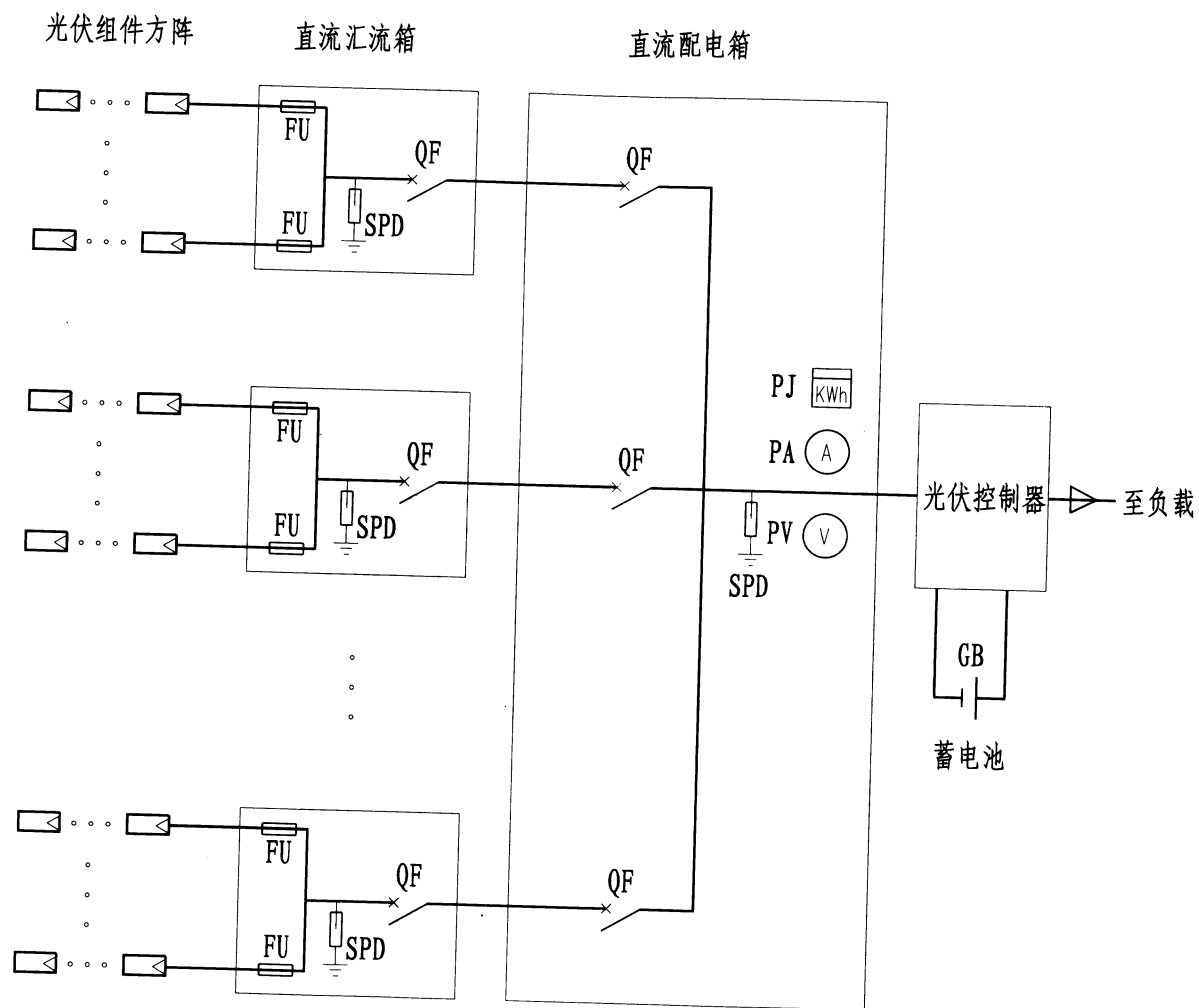 光伏组件方阵
直流汇流箱
直流配电箱
FU
QF
QF
FU
SPD
PJ
KWh
FU
QF
QF
PA
A
光伏控制器
至负载
FU
SPD
PV
V
SPD
GB
蓄电池
FU
QF
QF
FU
SPD